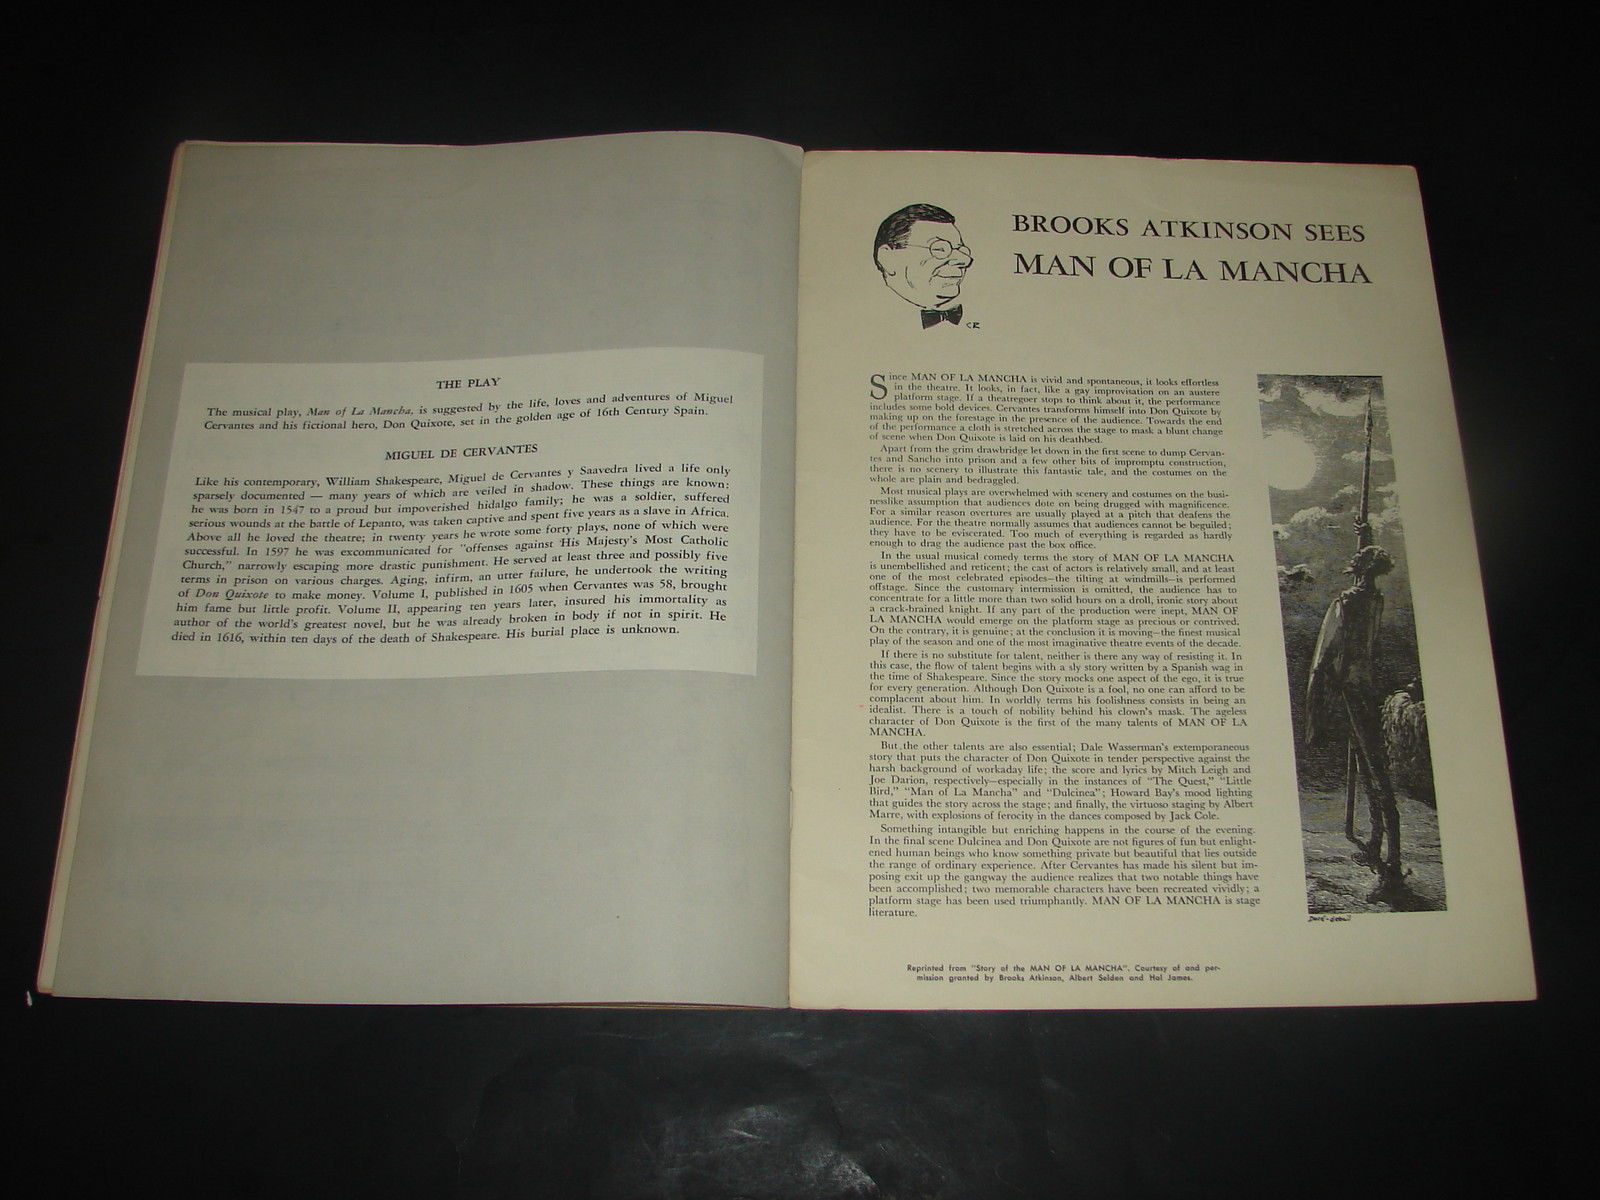 THE PLAY
The musical play, Man of La Mancha, is suggested by the life, loves and adventures of Miguel
Cervantes and his fictional hero, Don Quixote, set in the golden age of 16th Century Spain.
MIGUEL DE CERVANTES
Like his contemporary, William Shakespeare, Miguel de Cervantes y Saavedra lived a life only
sparsely documented — many years of which are veiled in shadow. These things are known:
he was born in 1547 to a proud but impoverished hidalgo family; he was a soldier, suffered
serious wounds at the battle of Lepanto, was taken captive and spent five years as a slave in Africa.
Above all he loved the theatre; in twenty years he wrote some forty plays, none of which were
successful. In 1597 he was excommunicated for "offenses against His Majesty's Most Catholic
Church," narrowly escaping more drastic punishment. He served at least three and possibly five
terms in prison on various charges. Aging, infirm, an utter failure, he undertook the writing
of Don Quixote to make money. Volume I, published in 1605 when Cervantes was 58, brought
him fame but little profit. Volume II, appearing ten years later, insured his immortality as
author of the world's greatest novel, but he was already broken in body if not in spirit. He
died in 1616, within ten days of the death of Shakespeare. His burial place is unknown.
BROOKS ATKINSON SEES
MAN OF LA MANCHA
CR
Since MAN OF LA MANCHA is vivid and spontaneous, it looks effortless
in the theatre. It looks, in fact, like a gay improvisation on an austere
platform stage. If a theatregoer stops to think about it, the performance
includes some bold devices. Cervantes transforms himself into Don Quixote by
making up on the forestage in the presence of the audience. Towards the end
of the performance a cloth is stretched across the stage to mask a blunt change
of scene when Don Quixote is laid on his deathbed.
Apart from the grim drawbridge let down in the first scene to dump Cervan-
tes and Sancho into prison and a few other bits of impromptu construction,
there is no scenery to illustrate this fantastic tale, and the costumes on the
whole are plain and bedraggled.
Most musical plays are overwhelmed with scenery and costumes on the busi-
nesslike assumption that audiences dote on being drugged with magnificence.
For a similar reason overtures are usually played at a pitch that deafens the
audience. For the theatre normally assumes that audiences cannot be beguiled;
they have to be eviscerated. Too much of everything is regarded as hardly
enough to drag the audience past the box office.
In the usual musical comedy terms the story of MAN OF LA MANCHA
is unembellished and reticent; the cast of actors is relatively small, and at least
one of the most celebrated episodes—the tilting at windmills—is performed
offstage. Since the customary intermission is omitted, the audience has to
concentrate for a little more than two solid hours on a droll, ironic story about
a crack-brained knight. If any part of the production were inept, MAN OF
LA MANCHA would emerge on the platform stage as precious or contrived.
On the contrary, it is genuine; at the conclusion it is moving—the finest musical
play of the season and one of the most imaginative theatre events of the decade.
If there is no substitute for talent, neither is there any way of resisting it. In
this case, the flow of talent begins with a sly story written by a Spanish wag in
the time of Shakespeare. Since the story mocks one aspect of the ego, it is true
for every generation. Although Don Quixote is a fool, no one can afford to be
complacent about him. In worldly terms his foolishness consists in being an
idealist. There is a touch of nobility behind his clown's mask. The ageless
character of Don Quixote is the first of the many talents of MAN OF LA
MANCHA.
But the other talents are also essential; Dale Wasserman's extemporaneous
story that puts the character of Don Quixote in tender perspective against the
harsh background of workaday life; the score and lyrics by Mitch Leigh and
Joe Darion, respectively—especially in the instances of "The Quest," "Little
Bird," "Man of La Mancha" and "Dulcinea"; Howard Bay's mood lighting
that guides the story across the stage; and finally, the virtuoso staging by Albert
Marre, with explosions of ferocity in the dances composed by Jack Cole.
Something intangible but enriching happens in the course of the evening.
In the final scene Dulcinea and Don Quixote are not figures of fun but enlight-
ened human beings who know something private but beautiful that lies outside
the range of ordinary experience. After Cervantes has made his silent but im-
posing exit up the gangway the audience realizes that two notable things have
been accomplished; two memorable characters have been recreated vividly; a
platform stage has been used triumphantly. MAN OF LA MANCHA is stage
literature.
Doré-detail
Reprinted from "Story of the MAN OF LA MANCHA". Courtesy of and per-
mission granted by Brooks Atkinson, Albert Selden and Hal James.